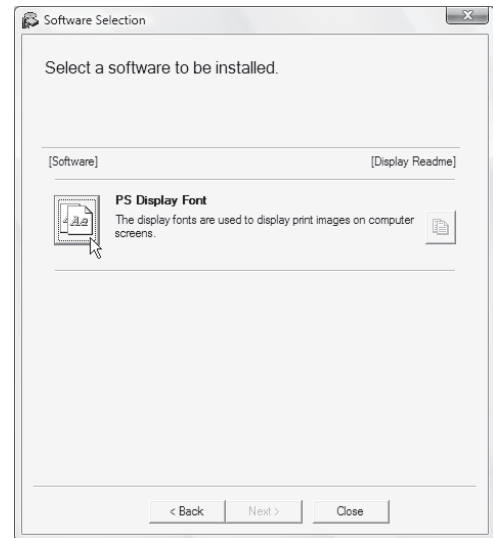 Software Selection
Select a software to be installed.
[Software] [Display Readme]
PS Display Font
The display fonts are used to display print images on computer
screens.
< Back Next > Close